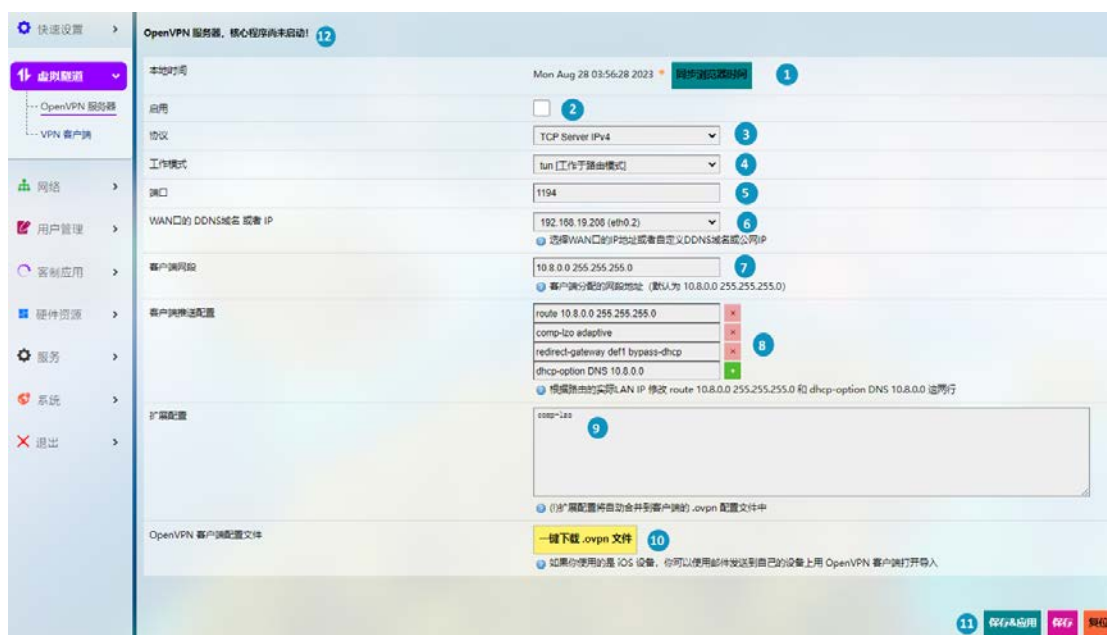 快速设置
虚拟隧道
OpenVPN 服务器
VPN 客户端
网络
用户管理
客制应用
硬件资源
服务
系统
退出
OpenVPN 服务器，核心程序尚未启动！ 12
本地时间
Mon Aug 28 03:56:28 2023 * 同步浏览器时间 1
启用 2
协议 TCP Server IPv4 3
工作模式 tun [工作于路由模式] 4
端口 1194 5
WAN口的 DDNS域名 或者 IP 192.168.19.208 (eth0.2) 6
选择WAN口的IP地址或者自定义DDNS域名或公网IP
客户端网段 10.8.0.0 255.255.255.0 7
客户端分配的网段地址（默认为 10.8.0.0 255.255.255.0）
客户端推送配置 route 10.8.0.0 255.255.255.0 ×
comp-lzo adaptive ×
8
redirect-gateway def1 bypass-dhcp ×
dhcp-option DNS 10.8.0.0 +
根据路由的实际LAN IP 修改 route 10.8.0.0 255.255.255.0 和 dhcp-option DNS 10.8.0.0 这两行
扩展配置 comp-lzo 9
(!)扩展配置将自动合并到客户端的 .ovpn 配置文件中
OpenVPN 客户端配置文件 一键下载 .ovpn 文件 10
如果你使用的是 iOS 设备，你可以使用邮件发送到自己的设备上用 OpenVPN 客户端打开导入
11 保存&应用 保存 复位